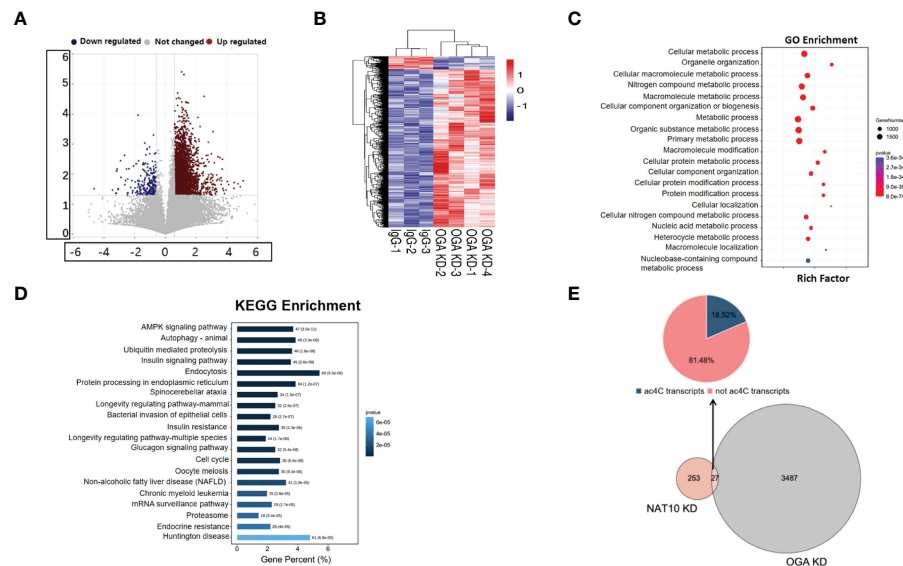 A
Down regulated Not changed Up regulated
6
5
4
3
2
1
0
-6 -4 -2 0 2 4 6
B
1
0
-1
IgG-1
IgG-2
IgG-3
OGA KD-2
OGA KD-3
OGA KD-1
OGA KD-4
C
GO Enrichment
Cellular metabolic process
Organelle organization
Cellular macromolecule metabolic process
Nitrogen compound metabolic process
Macromolecule metabolic process
Cellular component organization or biogenesis
Metabolic process
Organic substance metabolic process
Primary metabolic process
Macromolecule modification
Cellular protein metabolic process
Cellular component organization
Cellular protein modification process
Protein modification process
Cellular localization
Cellular nitrogen compound metabolic process
Nucleic acid metabolic process
Heterocycle metabolic process
Macromolecule localization
Nucleobase-containing compound
metabolic process
Rich Factor
GeneNumber
1000
1500
pvalue
D
KEGG Enrichment
AMPK signaling pathway
Autophagy - animal
Ubiquitin mediated proteolysis
Insulin signaling pathway
Endocytosis
Protein processing in endoplasmic reticulum
Spinocerebellar ataxia
Longevity regulating pathway-mammal
Bacterial invasion of epithelial cells
Insulin resistance
Longevity regulating pathway-multiple species
Glucagon signaling pathway
Cell cycle
Oocyte meiosis
Non-alcoholic fatty liver disease (NAFLD)
Chronic myeloid leukemia
mRNA surveillance pathway
Proteasome
Endocrine resistance
Huntington disease
0 2 4 6
Gene Percent (%)
pvalue
6e-05
4e-05
2e-05
E
18.52%
81.48%
ac4C transcripts not ac4C transcripts
253 27 3487
NAT10 KD
OGA KD